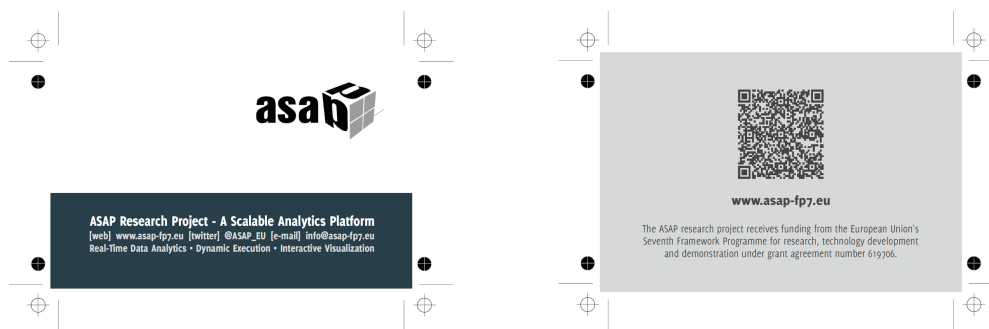 asap
ASAP Research Project - A Scalable Analytics Platform
[web] www.asap-fp7.eu [twitter] @ASAP_EU [e-mail] info@asap-fp7.eu
Real-Time Data Analytics • Dynamic Execution • Interactive Visualization
www.asap-fp7.eu
The ASAP research project receives funding from the European Union's
Seventh Framework Programme for research, technology development
and demonstration under grant agreement number 619706.